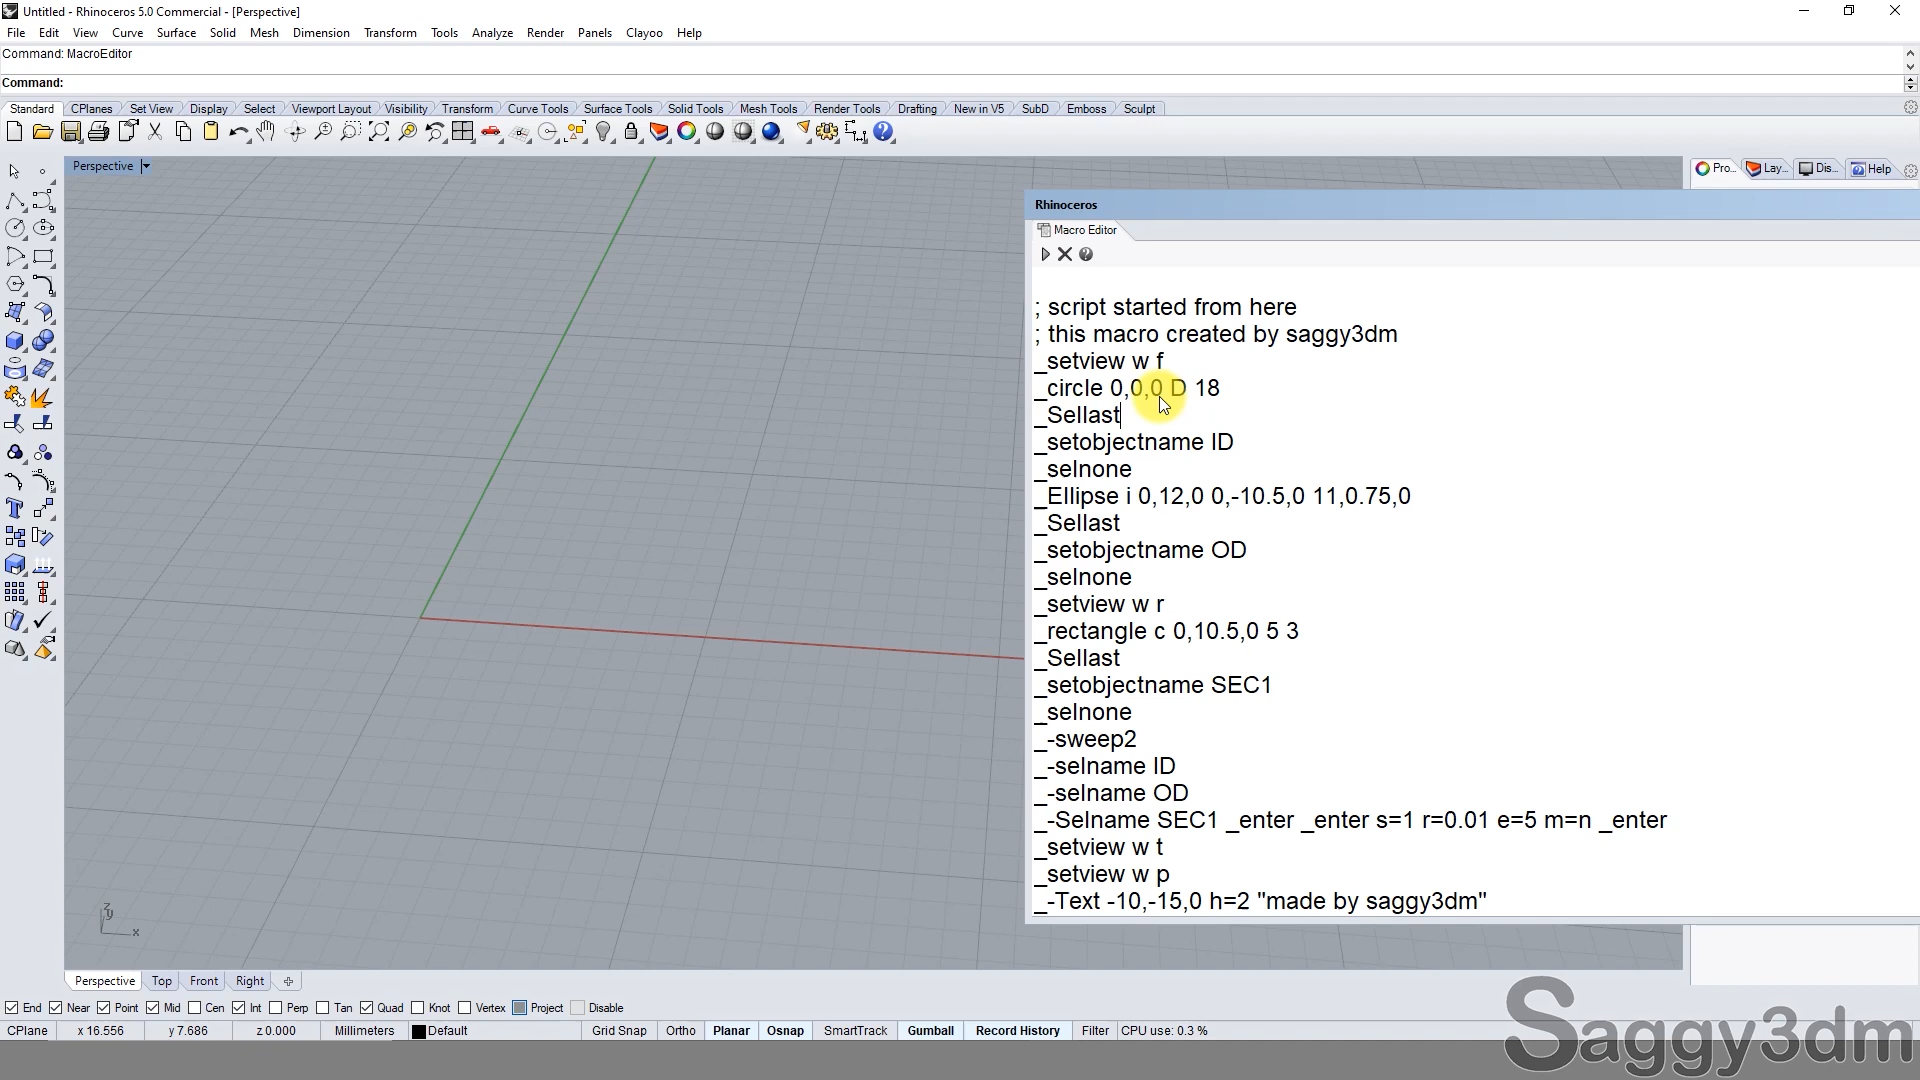 Untitled - Rhinoceros 5.0 Commercial - [Perspective]
File Edit View Curve Surface Solid Mesh Dimension Transform Tools Analyze Render Panels Clayoo Help
Command: MacroEditor
Command:
Standard CPlanes Set View Display Select Viewport Layout Visibility Transform Curve Tools Surface Tools Solid Tools Mesh Tools Render Tools Drafting New in V5 SubD Emboss Sculpt
Perspective
Pro... Lay... Dis... Help
Rhinoceros
Macro Editor
; script started from here
; this macro created by saggy3dm
_setview w f
_circle 0,0,0 D 18
_Sellast
_setobjectname ID
_selnone
_Ellipse i 0,12,0 0,-10.5,0 11,0.75,0
_Sellast
_setobjectname OD
_selnone
_setview w r
_rectangle c 0,10.5,0 5 3
_Sellast
_setobjectname SEC1
_selnone
_-sweep2
_-selname ID
_-selname OD
_-Selname SEC1 _enter _enter s=1 r=0.01 e=5 m=n _enter
_setview w t
_setview w p
_-Text -10,-15,0 h=2 "made by saggy3dm"
z
y
x
Perspective Top Front Right
End Near Point Mid Cen Int Perp Tan Quad Knot Vertex Project Disable
CPlane x 16.556 y 7.686 z 0.000 Millimeters Default Grid Snap Ortho Planar Osnap SmartTrack Gumball Record History Filter CPU use: 0.3 %
Saggy3dm